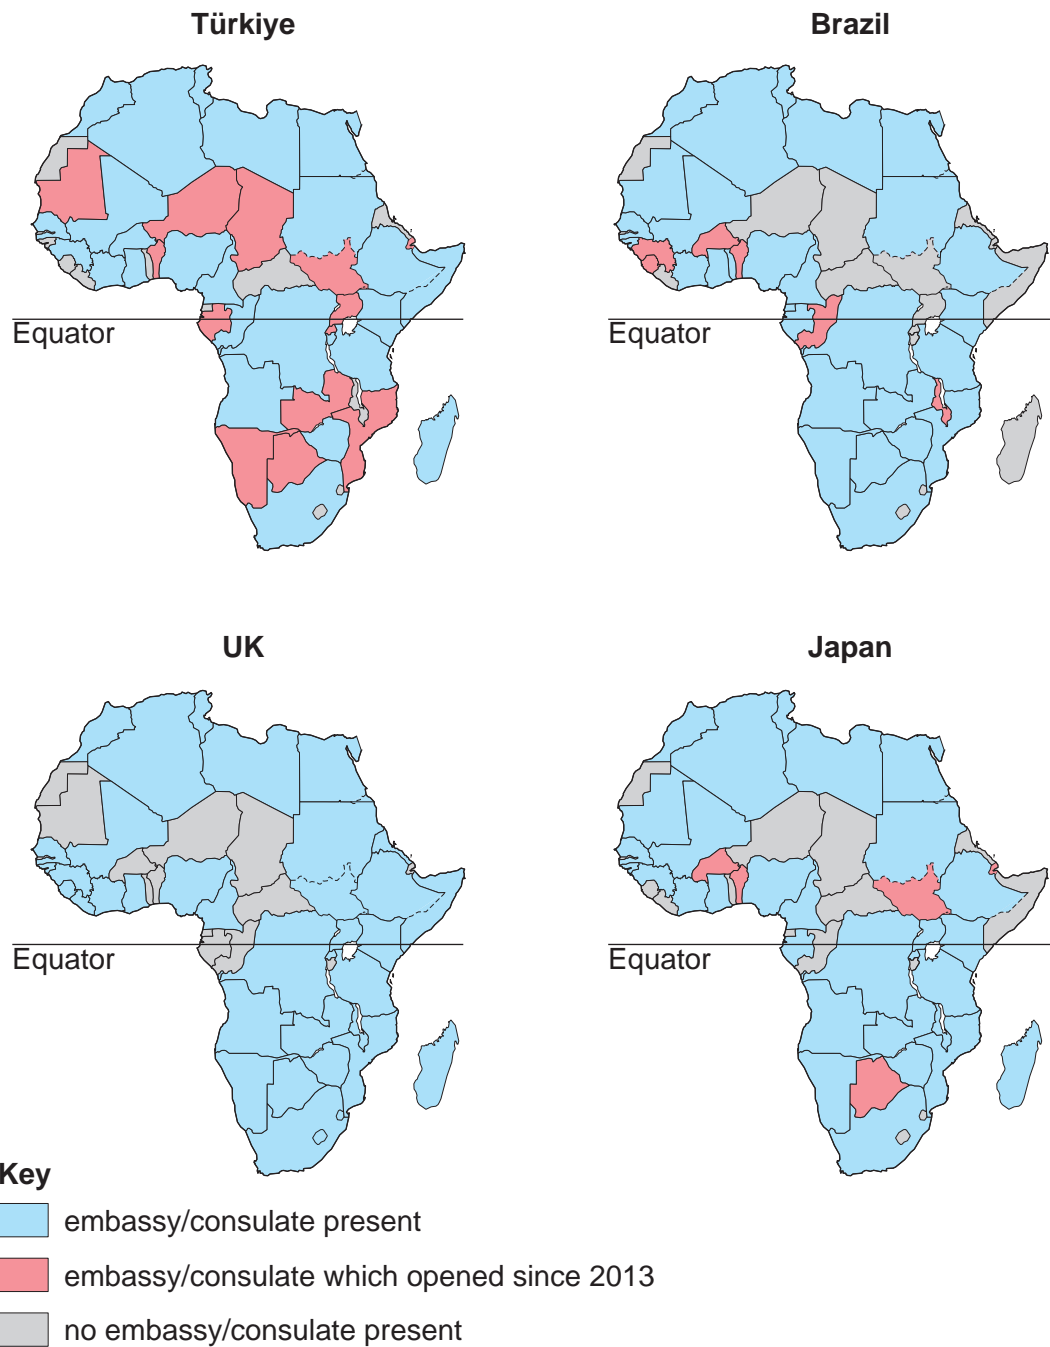 Türkiye
Brazil
Equator
Equator
UK
Japan
Equator
Equator
Key
embassy/consulate present
embassy/consulate which opened since 2013
no embassy/consulate present